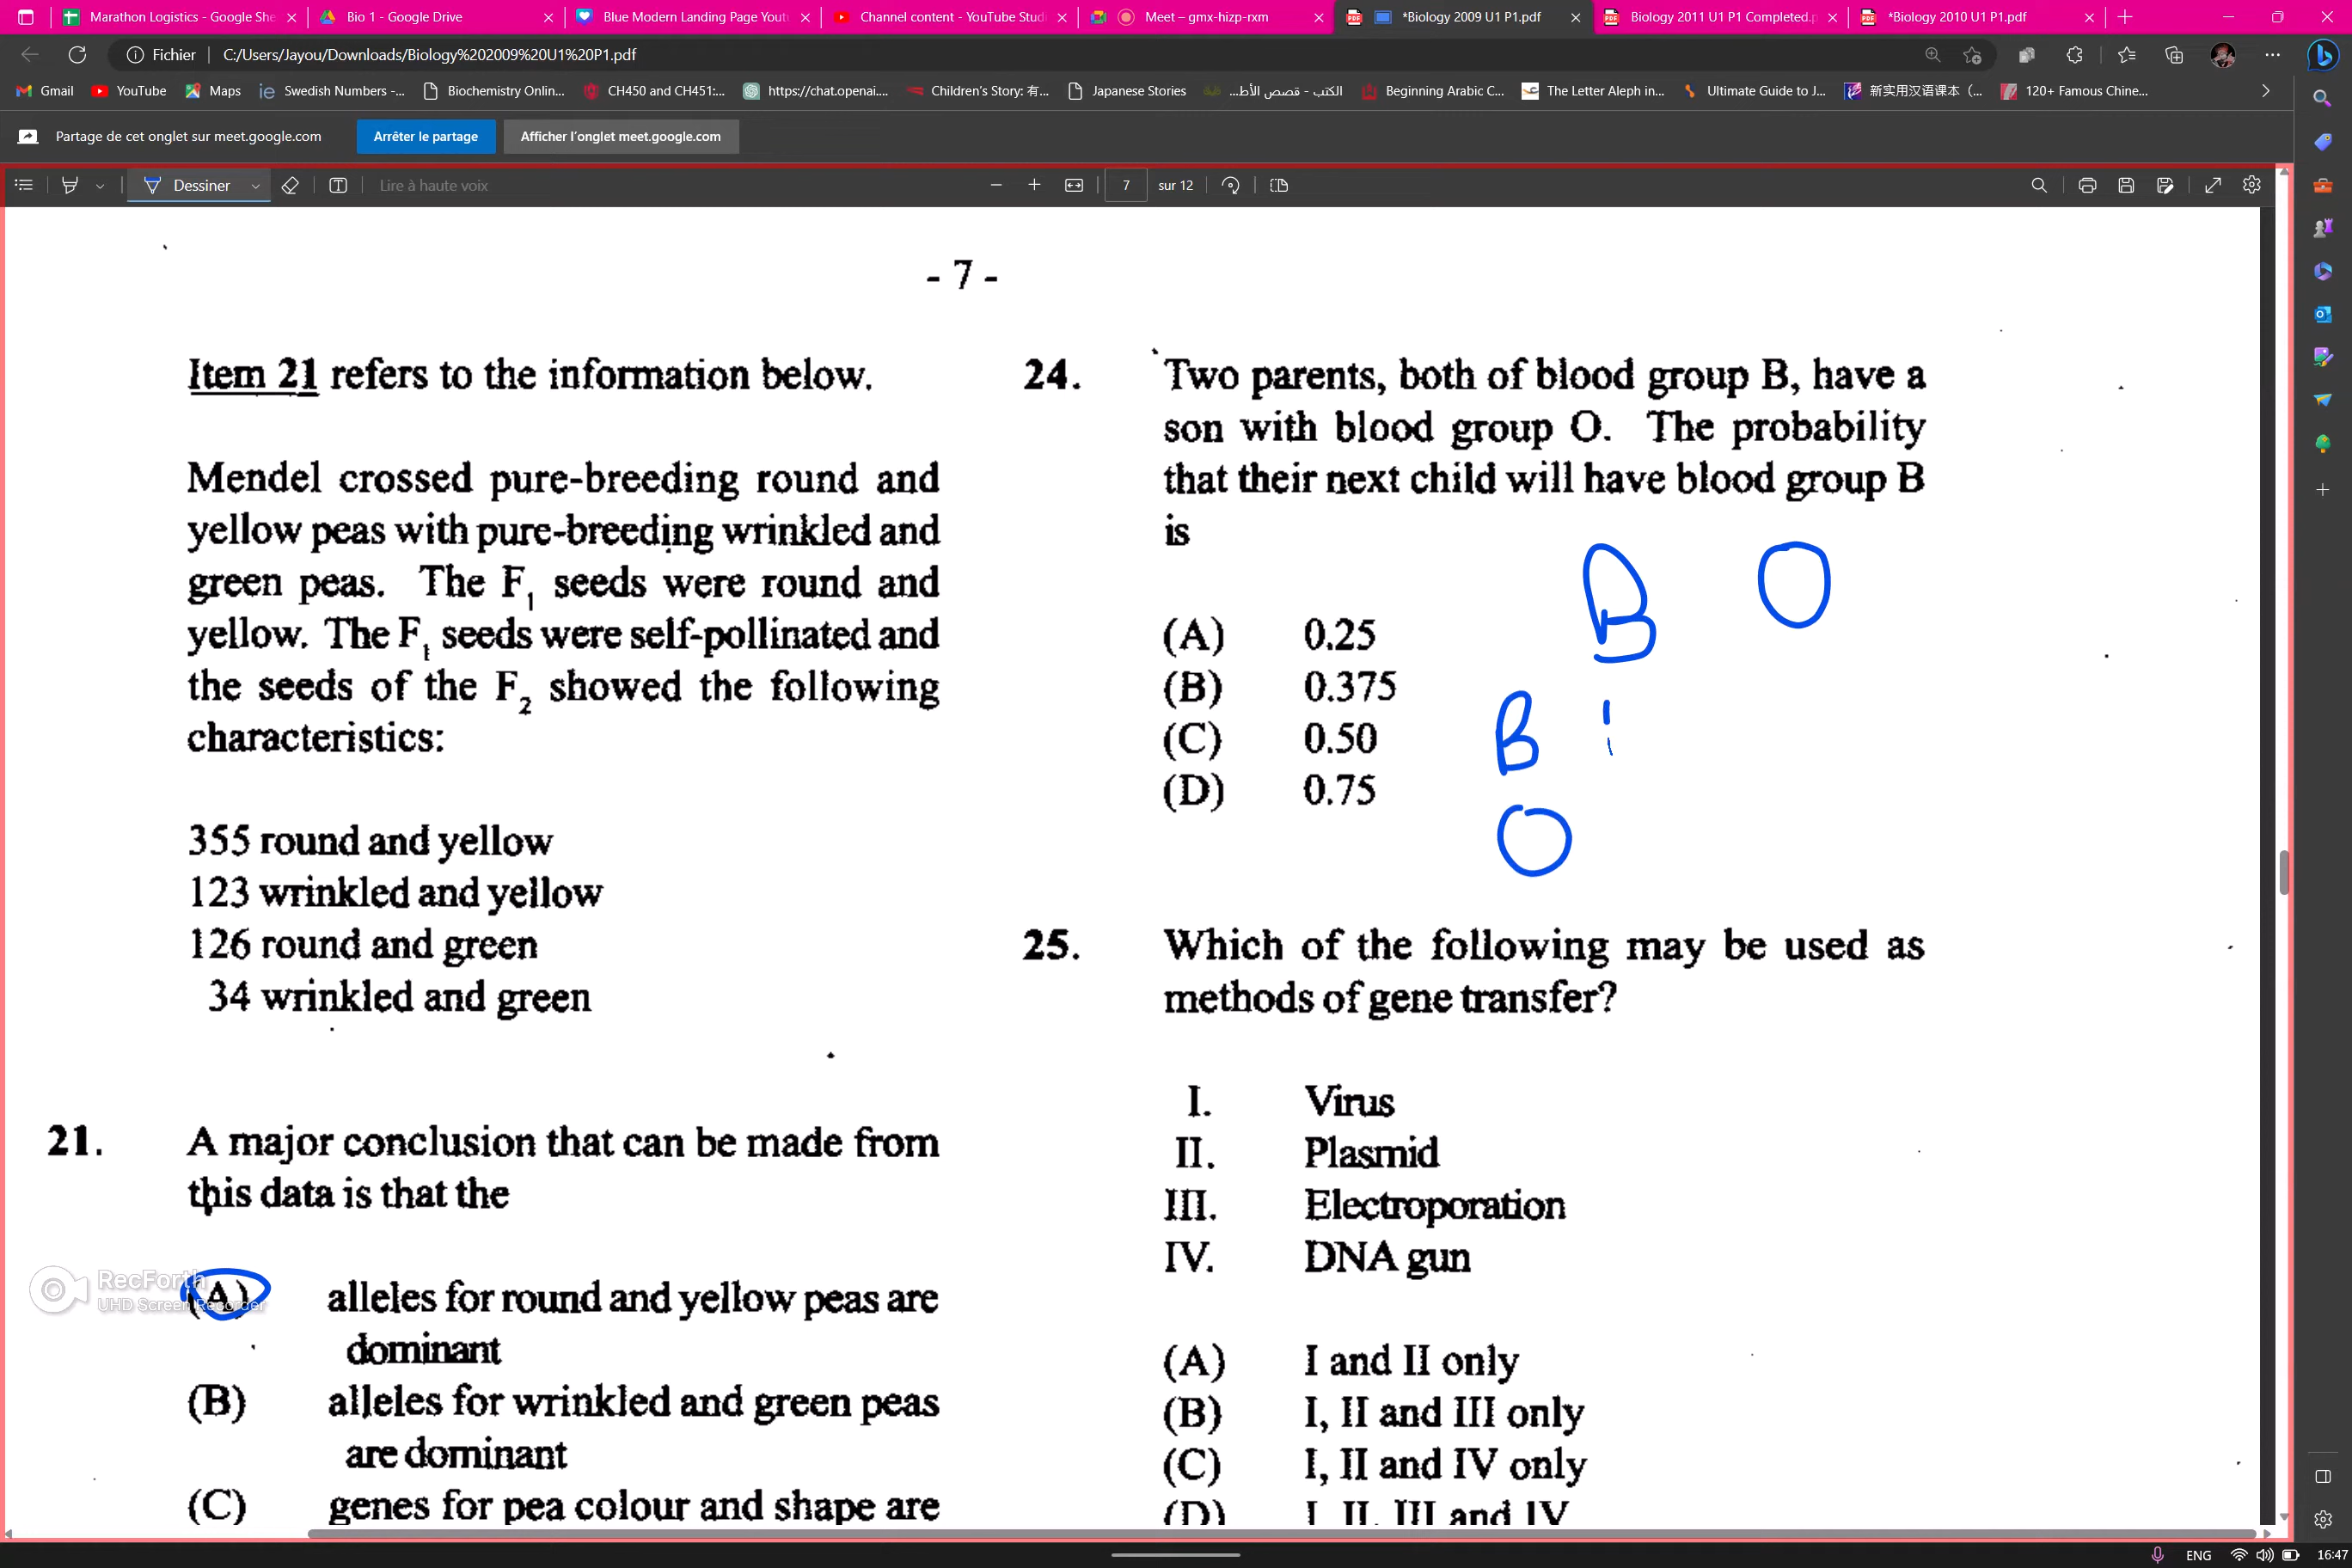 Marathon Logistics - Google She
Bio 1 - Google Drive
Blue Modern Landing Page Yout
Channel content - YouTube Studi
Meet – gmx-hizp-rxm
*Biology 2009 U1 P1.pdf
Biology 2011 U1 P1 Completed.p
*Biology 2010 U1 P1.pdf
Fichier
C:/Users/Jayou/Downloads/Biology%202009%20U1%20P1.pdf
Gmail
YouTube
Maps
Swedish Numbers -...
Biochemistry Onlin...
CH450 and CH451:...
https://chat.openai....
Children's Story: 有...
Japanese Stories
الكتب - قصص الأط...
Beginning Arabic C...
The Letter Aleph in...
Ultimate Guide to J...
新实用汉语课本（...
120+ Famous Chine...
Partage de cet onglet sur meet.google.com
Arrêter le partage
Afficher l'onglet meet.google.com
Dessiner
Lire à haute voix
7
sur 12
- 7 -
Item 21 refers to the information below.
Mendel crossed pure-breeding round and
yellow peas with pure-breeding wrinkled and
green peas. The F1 seeds were round and
yellow. The F1 seeds were self-pollinated and
the seeds of the F2 showed the following
characteristics:
355 round and yellow
123 wrinkled and yellow
126 round and green
34 wrinkled and green
21. A major conclusion that can be made from
this data is that the
(A) alleles for round and yellow peas are
dominant
(B) alleles for wrinkled and green peas
are dominant
(C) genes for pea colour and shape are
RecForth
UHD Screen Recorder
24. Two parents, both of blood group B, have a
son with blood group O. The probability
that their next child will have blood group B
is
(A) 0.25
(B) 0.375
(C) 0.50
(D) 0.75
B O
B
O
25. Which of the following may be used as
methods of gene transfer?
I. Virus
II. Plasmid
III. Electroporation
IV. DNA gun
(A) I and II only
(B) I, II and III only
(C) I, II and IV only
(D) I, II, III and IV
ENG
16:47